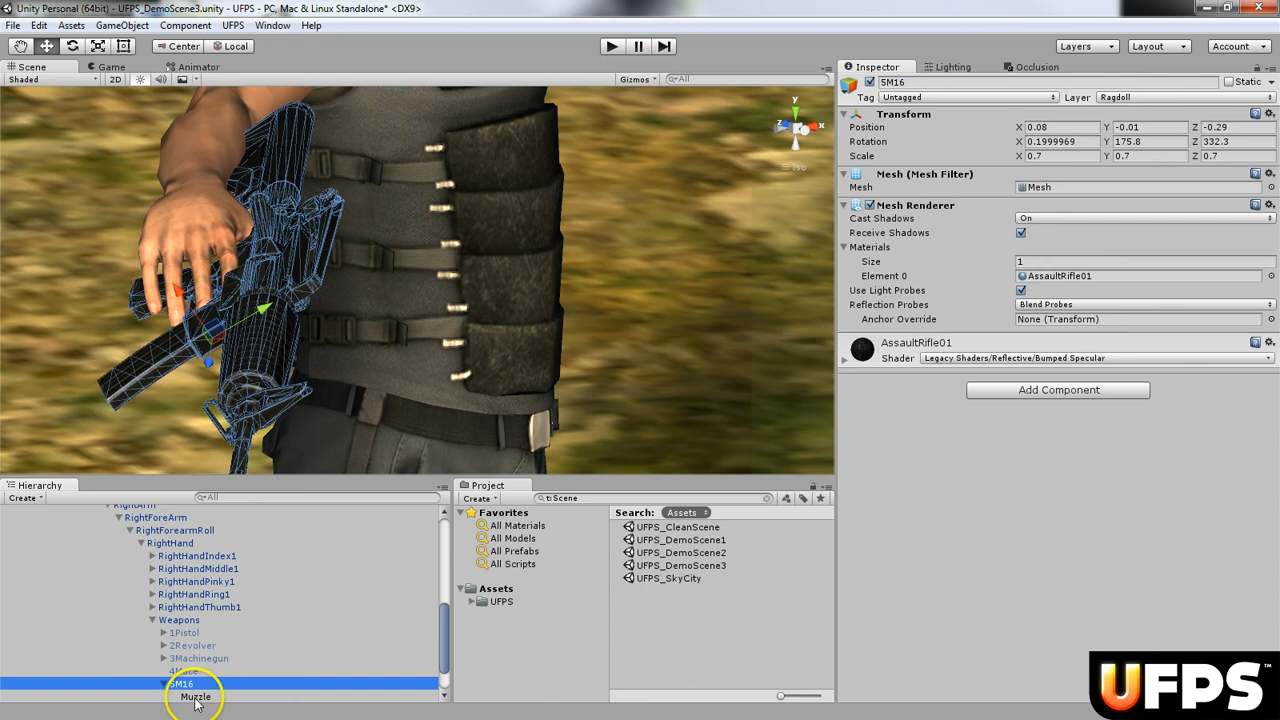 Unity Personal (64bit) - UFPS_DemoScene3.unity - UFPS - PC, Mac & Linux Standalone* <DX9>
File Edit Assets GameObject Component UFPS Window Help
Center Local Layers Layout Account
Scene Game Animator
Shaded 2D Gizmos All
y
x
z
Iso
Inspector Lighting Occlusion
5M16 Static
Tag Untagged Layer Ragdoll
Transform
Position X 0.08 Y -0.01 Z -0.29
Rotation X 0.1999969 Y 175.8 Z 332.3
Scale X 0.7 Y 0.7 Z 0.7
Mesh (Mesh Filter)
Mesh Mesh
Mesh Renderer
Cast Shadows On
Receive Shadows
Materials
Size 1
Element 0 AssaultRifle01
Use Light Probes
Reflection Probes Blend Probes
Anchor Override None (Transform)
AssaultRifle01
Shader Legacy Shaders/Reflective/Bumped Specular
Add Component
Hierarchy
Create All
RightArm
RightForeArm
RightForearmRoll
RightHand
RightHandIndex1
RightHandMiddle1
RightHandPinky1
RightHandRing1
RightHandThumb1
Weapons
1Pistol
2Revolver
3Machinegun
4Mace
5M16
Muzzle
Project
Create t:Scene
Favorites
All Materials
All Models
All Prefabs
All Scripts
Assets
UFPS
Search: Assets
UFPS_CleanScene
UFPS_DemoScene1
UFPS_DemoScene2
UFPS_DemoScene3
UFPS_SkyCity
UFPS